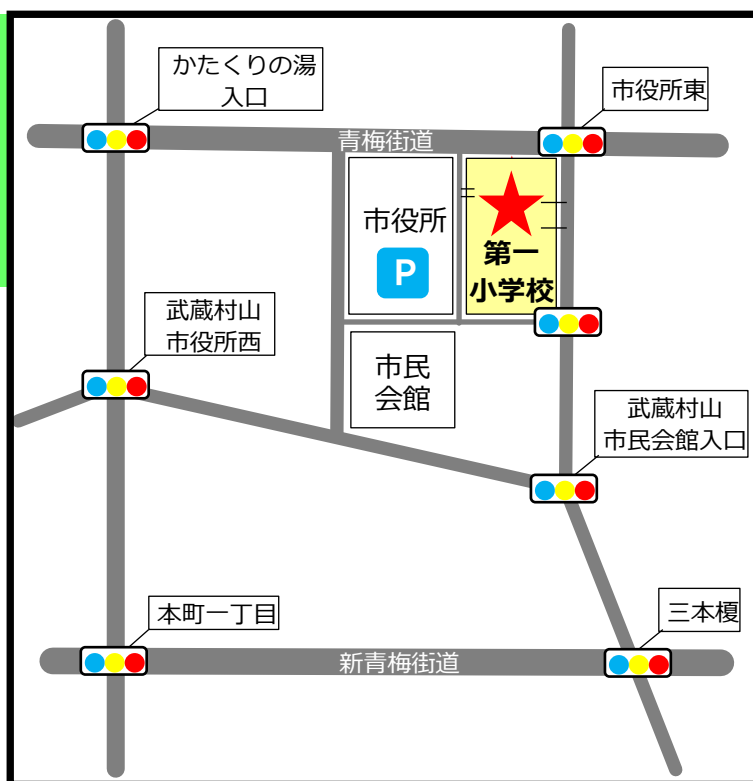 かたくりの湯
入口
市役所東
青梅街道
市役所
P
第一
小学校
武蔵村山
市役所西
市民
会館
武蔵村山
市民会館入口
本町一丁目
三本榎
新青梅街道